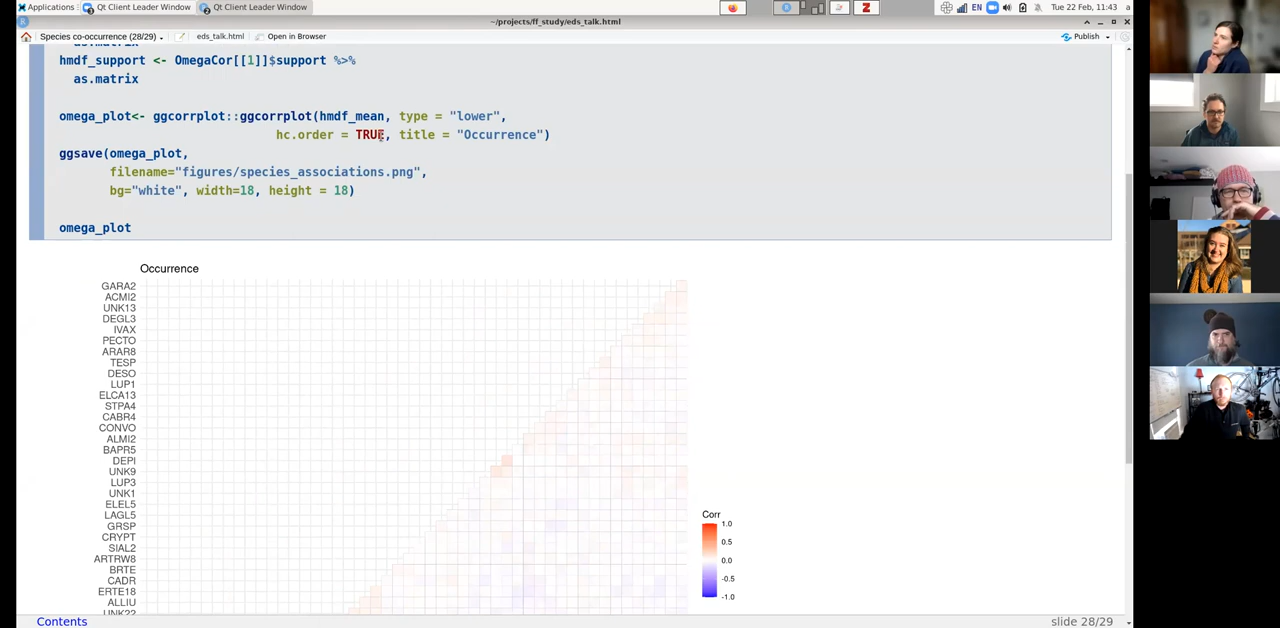 Applications
Qt Client Leader Window
Qt Client Leader Window
EN
Tue 22 Feb, 11:43
a
~/projects/ff_study/eds_talk.html
Species co-occurrence (28/29)
eds_talk.html
Open in Browser
Publish
as.matrix
hmdf_support <- OmegaCor[[1]]$support %>%
as.matrix
omega_plot<- ggcorrplot::ggcorrplot(hmdf_mean, type = "lower",
hc.order = TRUE, title = "Occurrence")
ggsave(omega_plot,
filename="figures/species_associations.png",
bg="white", width=18, height = 18)
omega_plot
Occurrence
GARA2
ACMI2
UNK13
DEGL3
IVAX
PECTO
ARAR8
TESP
DESO
LUP1
ELCA13
STPA4
CABR4
CONVO
ALMI2
BAPR5
DEPI
UNK9
LUP3
UNK1
ELEL5
LAGL5
GRSP
CRYPT
SIAL2
ARTRW8
BRTE
CADR
ERTE18
ALLIU
UNK22
Corr
1.0
0.5
0.0
-0.5
-1.0
Contents
slide 28/29